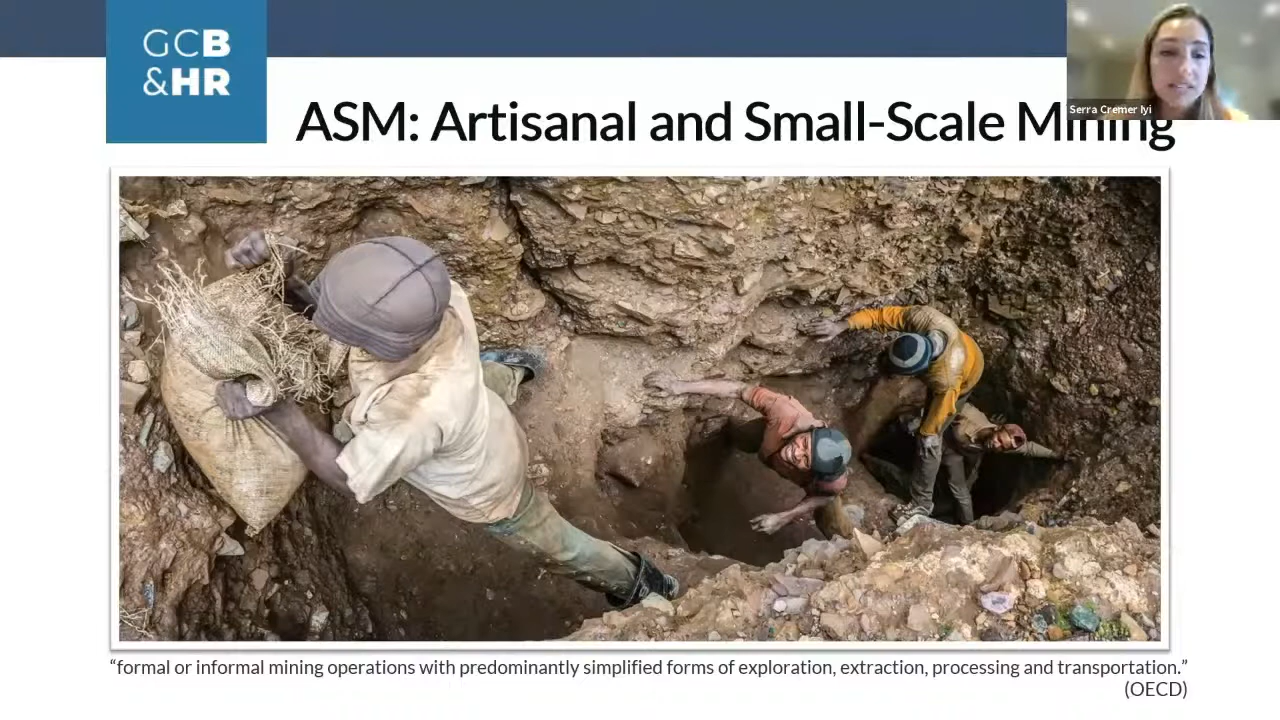 GCB
&HR
Serra Cremer Iyi
ASM: Artisanal and Small-Scale Mining
“formal or informal mining operations with predominantly simplified forms of exploration, extraction, processing and transportation.”
(OECD)